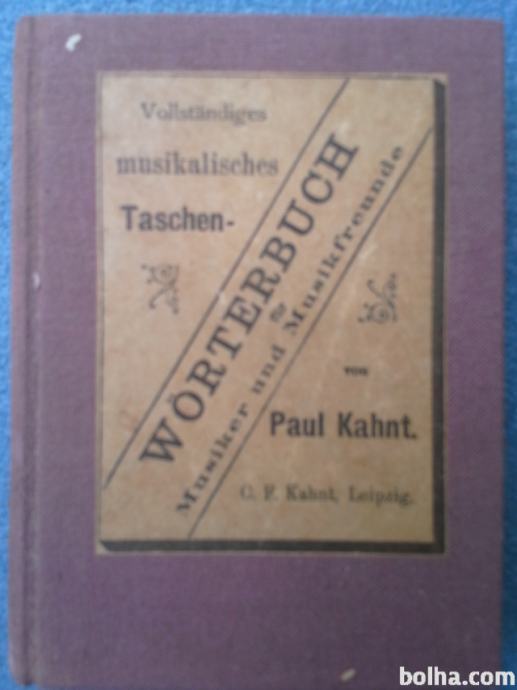 Vollständiges
musikalisches
Taschen-
WÖRTERBUCH
für
Musiker und Musikfreunde
von
Paul Kahnt.
C. F. Kahnt, Leipzig.
bolha.com